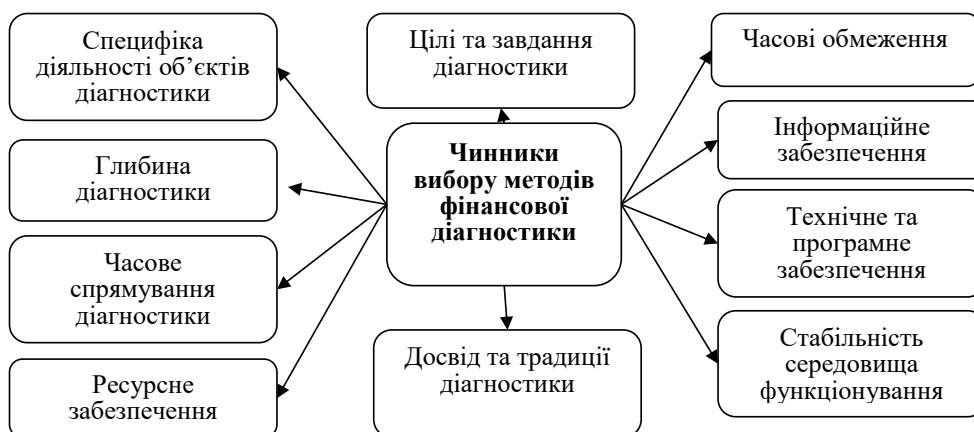 Специфіка
діяльності об’єктів
діагностики
Глибина
діагностики
Часове
спрямування
діагностики
Ресурсне
забезпечення
Цілі та завдання
діагностики
Чинники
вибору методів
фінансової
діагностики
Досвід та традиції
діагностики
Часові обмеження
Інформаційне
забезпечення
Технічне та
програмне
забезпечення
Стабільність
середовища
функціонування